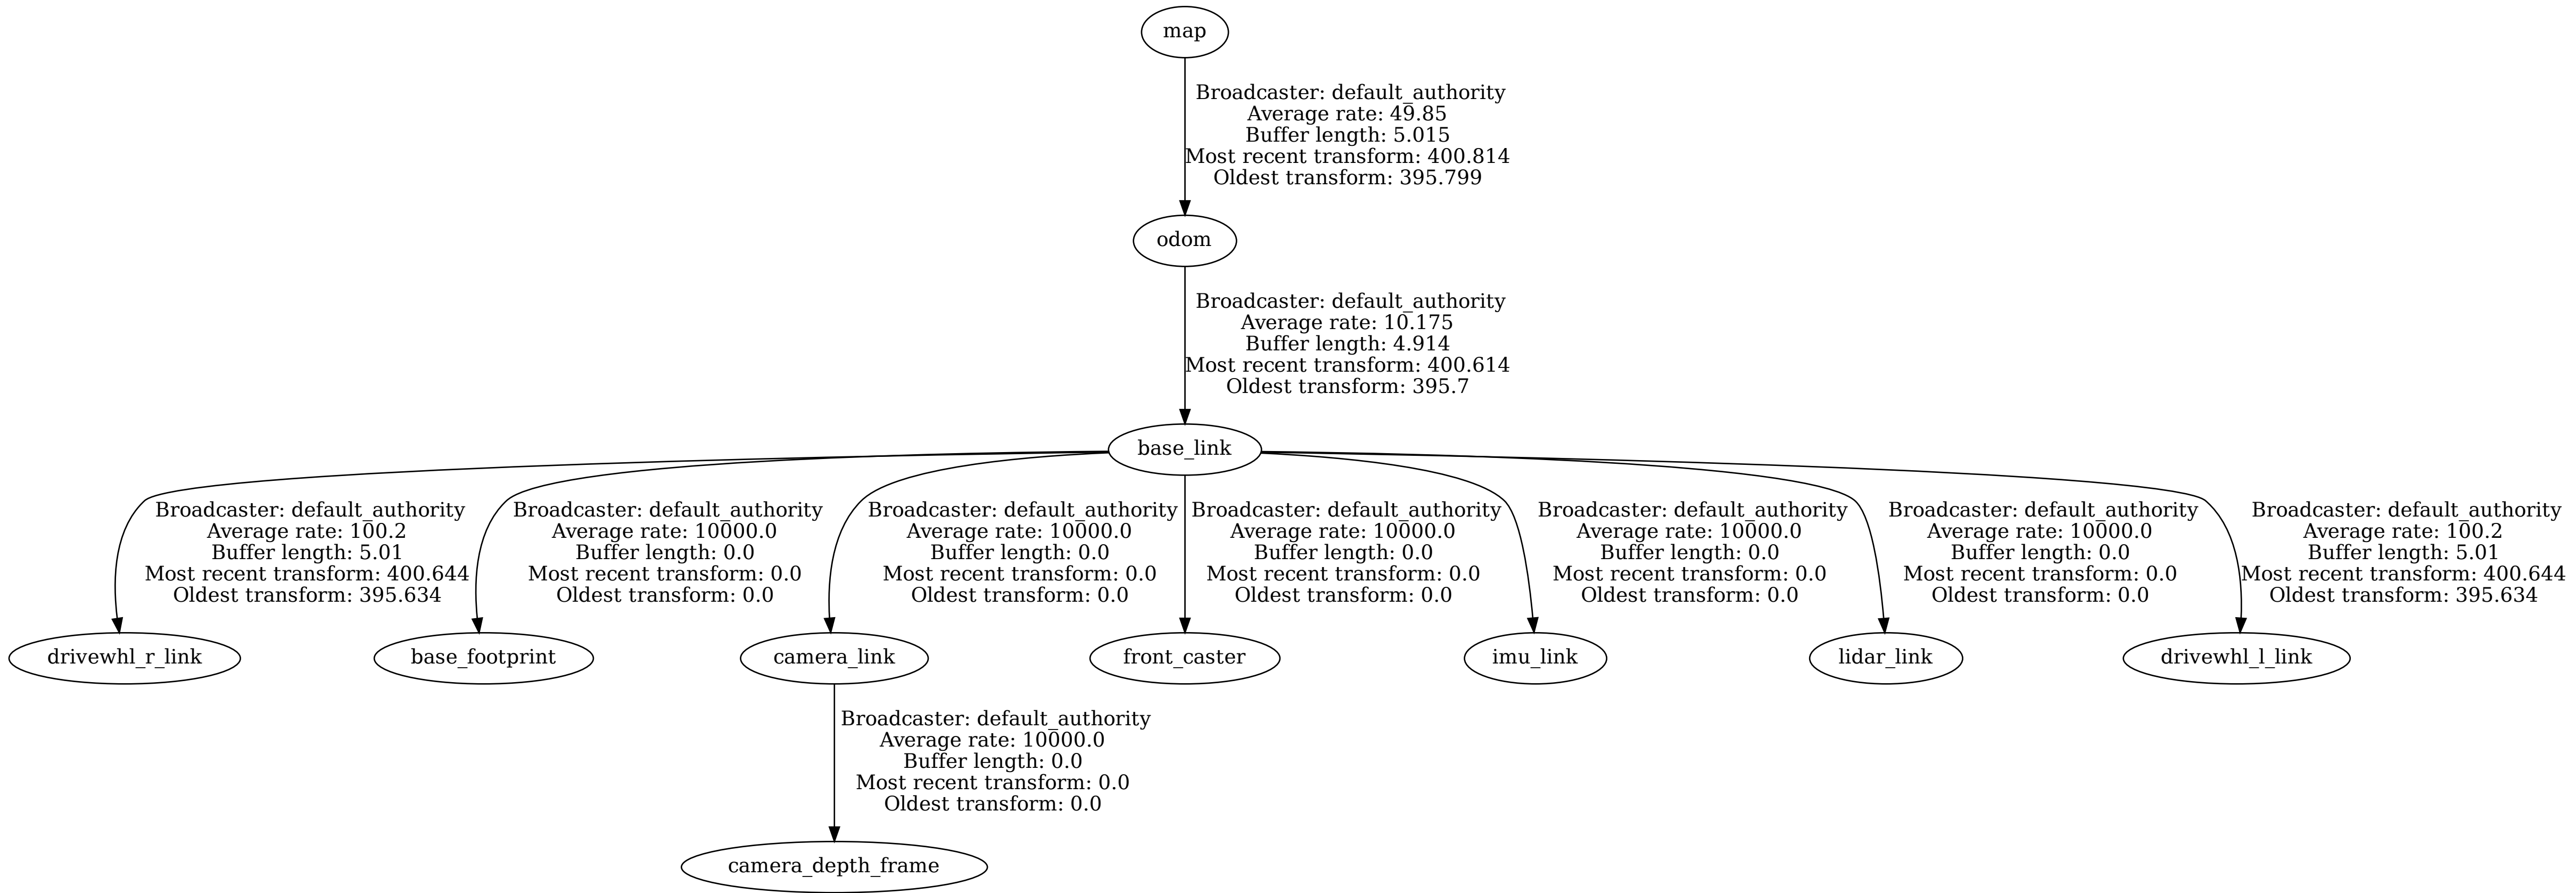 map
Broadcaster: default_authority
Average rate: 49.85
Buffer length: 5.015
Most recent transform: 400.814
Oldest transform: 395.799
odom
Broadcaster: default_authority
Average rate: 10.175
Buffer length: 4.914
Most recent transform: 400.614
Oldest transform: 395.7
base_link
Broadcaster: default_authority
Average rate: 100.2
Buffer length: 5.01
Most recent transform: 400.644
Oldest transform: 395.634
Broadcaster: default_authority
Average rate: 10000.0
Buffer length: 0.0
Most recent transform: 0.0
Oldest transform: 0.0
Broadcaster: default_authority
Average rate: 10000.0
Buffer length: 0.0
Most recent transform: 0.0
Oldest transform: 0.0
Broadcaster: default_authority
Average rate: 10000.0
Buffer length: 0.0
Most recent transform: 0.0
Oldest transform: 0.0
Broadcaster: default_authority
Average rate: 10000.0
Buffer length: 0.0
Most recent transform: 0.0
Oldest transform: 0.0
Broadcaster: default_authority
Average rate: 10000.0
Buffer length: 0.0
Most recent transform: 0.0
Oldest transform: 0.0
Broadcaster: default_authority
Average rate: 100.2
Buffer length: 5.01
Most recent transform: 400.644
Oldest transform: 395.634
drivewhl_r_link
base_footprint
camera_link
front_caster
imu_link
lidar_link
drivewhl_l_link
Broadcaster: default_authority
Average rate: 10000.0
Buffer length: 0.0
Most recent transform: 0.0
Oldest transform: 0.0
camera_depth_frame